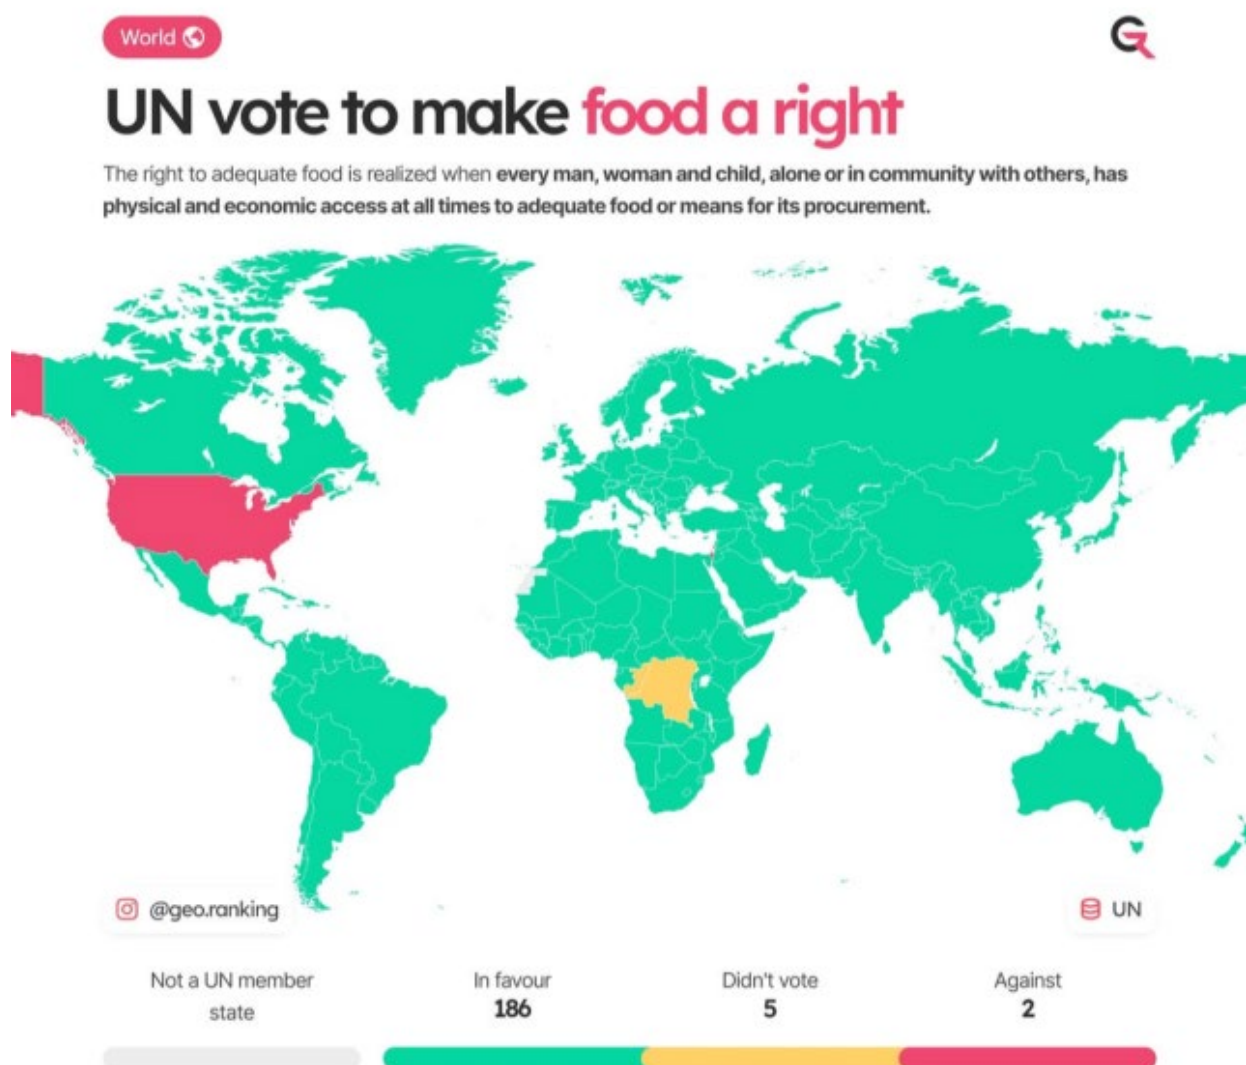 World
UN vote to make food a right
The right to adequate food is realized when every man, woman and child, alone or in community with others, has
physical and economic access at all times to adequate food or means for its procurement.
@geo.ranking
UN
Not a UN member
state
In favour
186
Didn't vote
5
Against
2